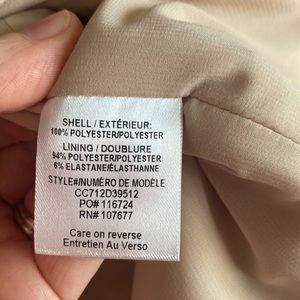 SHELL / EXTÉRIEUR:
100% POLYESTER/POLYESTER
LINING / DOUBLURE
94% POLYESTER/POLYESTER
6% ELASTANE/ÉLASTHANNE
STYLE#/NUMÉRO DE MODÈLE
CC712D39512
PO# 116724
RN# 107677
Care on reverse
Entretien Au Verso